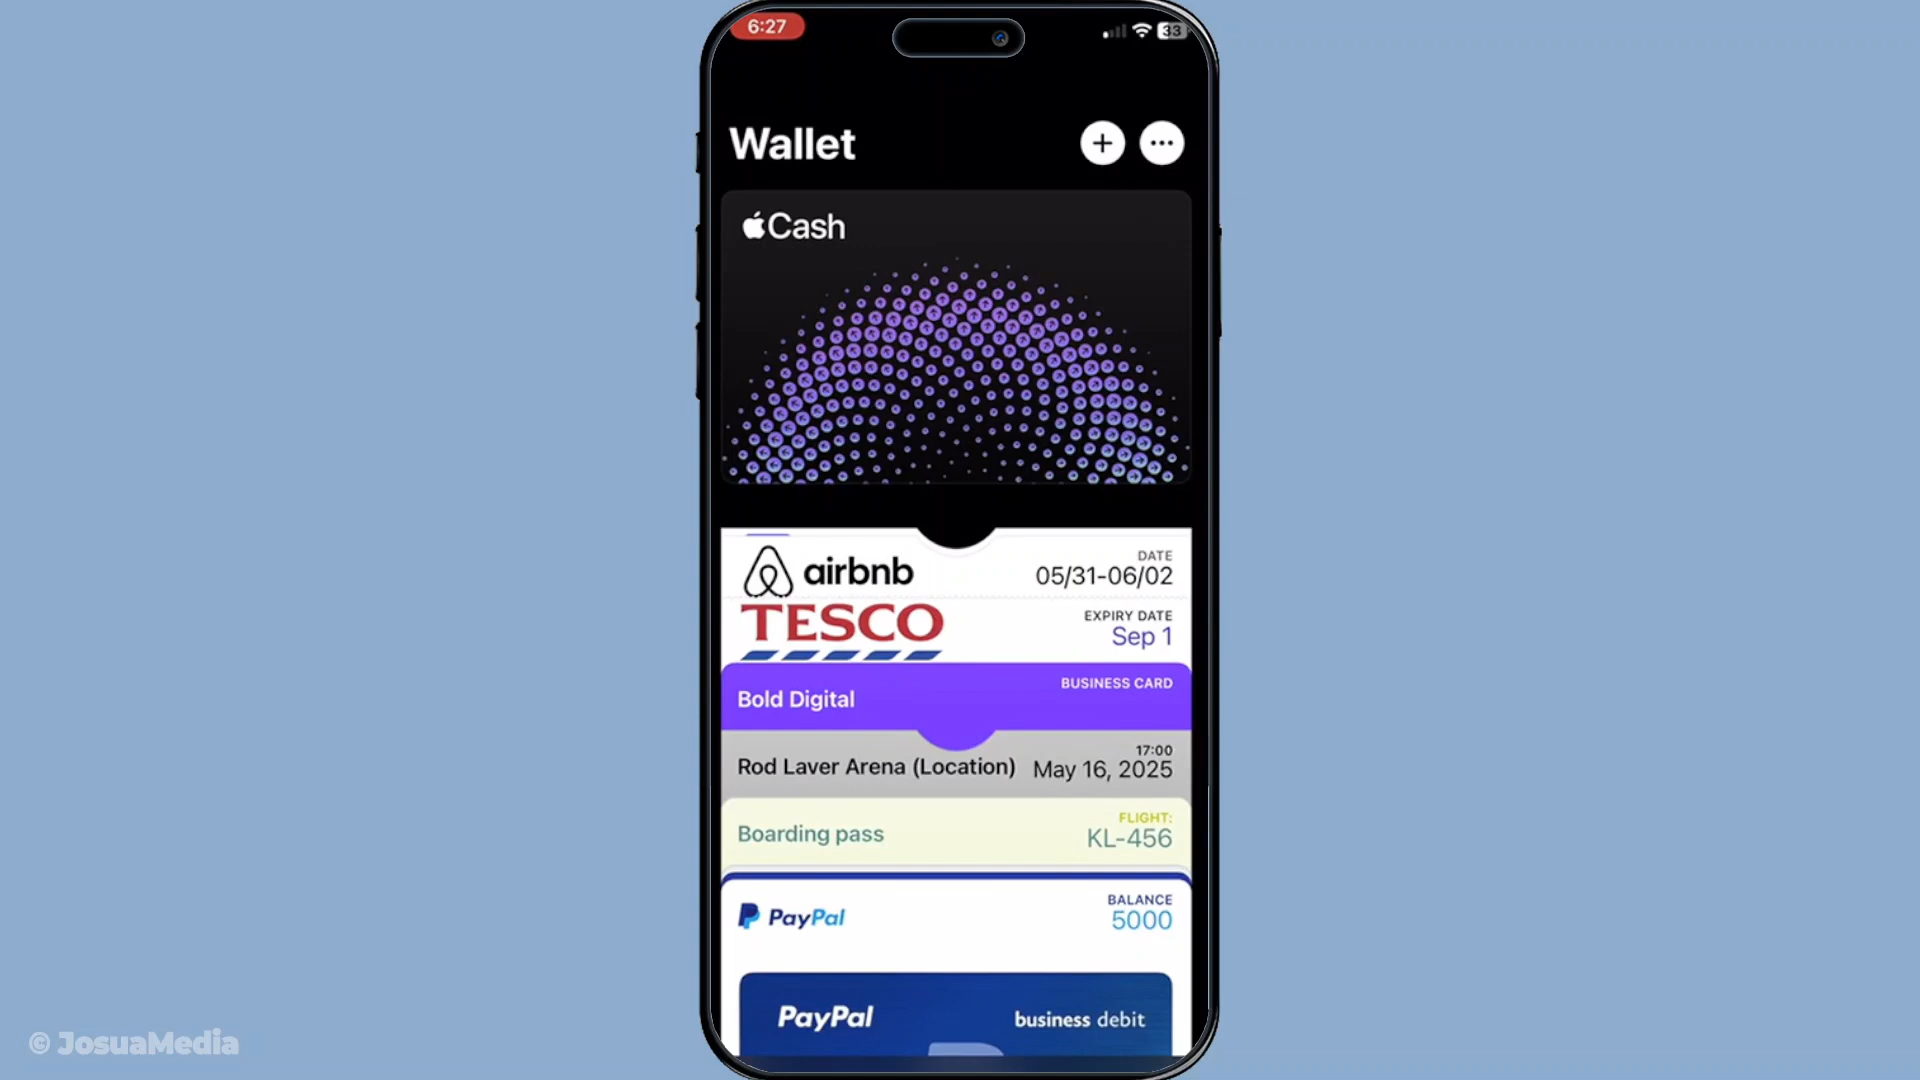 6:27
33
Wallet
Cash
airbnb
DATE
05/31-06/02
TESCO
EXPIRY DATE
Sep 1
BUSINESS CARD
Bold Digital
17:00
Rod Laver Arena (Location)
May 16, 2025
FLIGHT:
Boarding pass
KL-456
BALANCE
PayPal
5000
PayPal
business debit
© JosuaMedia